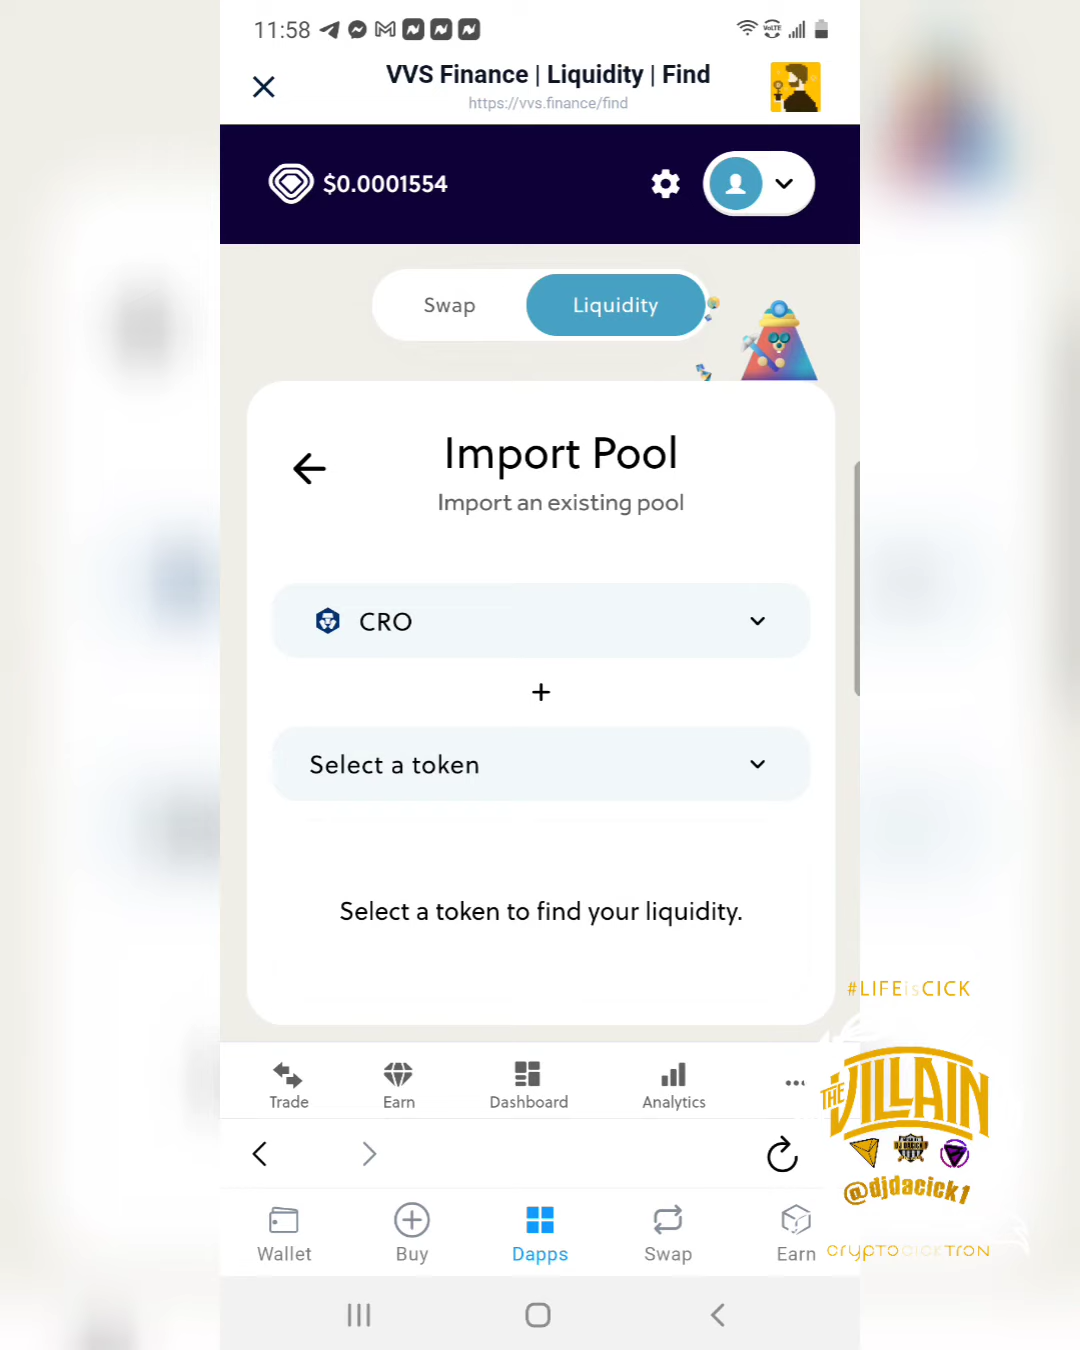 11:58
VoLTE
VVS Finance | Liquidity | Find
https://vvs.finance/find
$0.0001554
Swap
Liquidity
Import Pool
Import an existing pool
CRO
+
Select a token
Select a token to find your liquidity.
#LIFEisCICK
Trade
Earn
Dashboard
Analytics
THE VILLAIN
@djdacick1
Wallet
Buy
Dapps
Swap
Earn
crypTocickTron